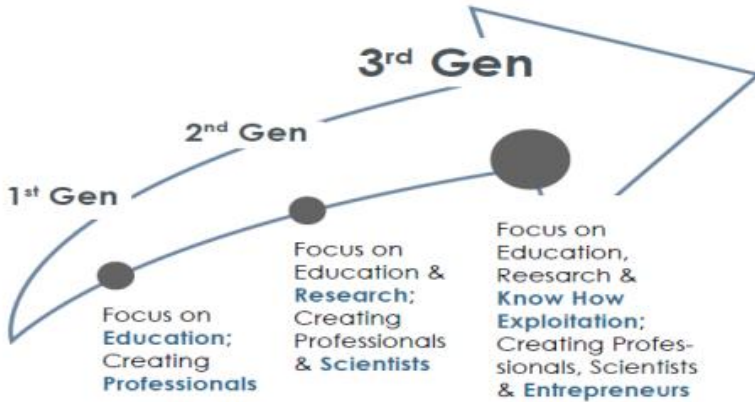 3rd Gen
2nd Gen
1st Gen
Focus on
Education;
Creating
Professionals
Focus on
Education &
Research;
Creating
Professionals
& Scientists
Focus on
Education,
Reesarch &
Know How
Exploitation;
Creating Profes-
sionals, Scientists
& Entrepreneurs